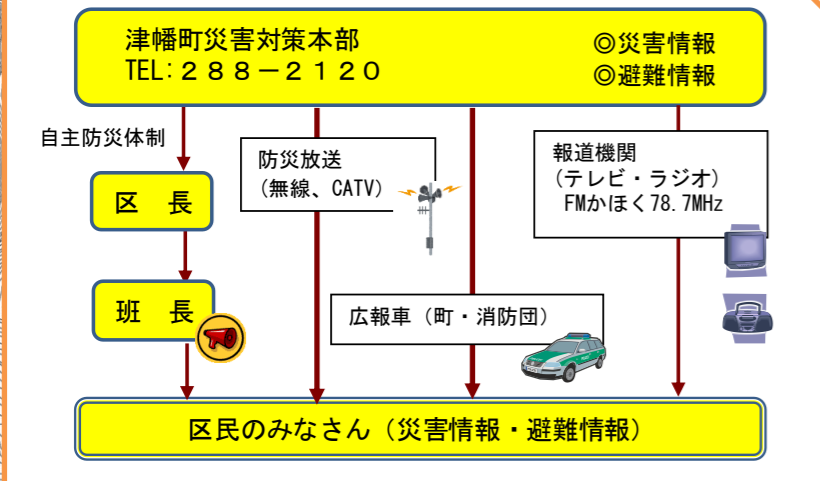 津幡町災害対策本部
TEL:２８８－２１２０
◎災害情報
◎避難情報
自主防災体制
区　長
班　長
防災放送
(無線、CATV)
広報車（町・消防団）
報道機関
（テレビ・ラジオ）
FMかほく78.7MHz
区民のみなさん（災害情報・避難情報）